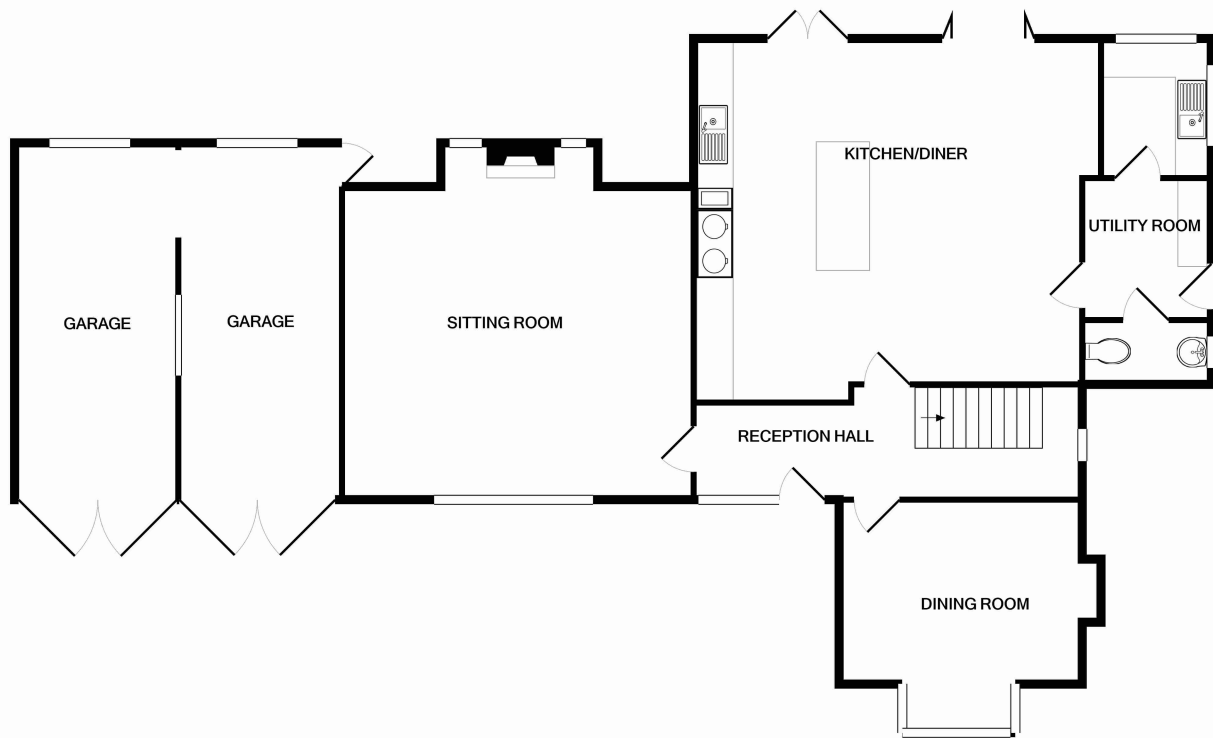 KITCHEN/DINER
UTILITY ROOM
GARAGE
GARAGE
SITTING ROOM
RECEPTION HALL
DINING ROOM